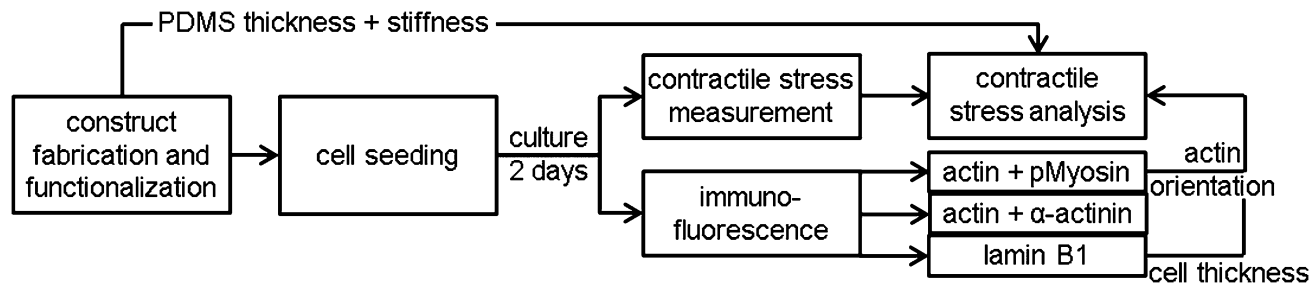 PDMS thickness + stiffness
construct
fabrication and
functionalization
cell seeding
culture
2 days
contractile stress
measurement
contractile
stress analysis
immuno-
fluorescence
actin + pMyosin
actin + α-actinin
lamin B1
actin
orientation
cell thickness